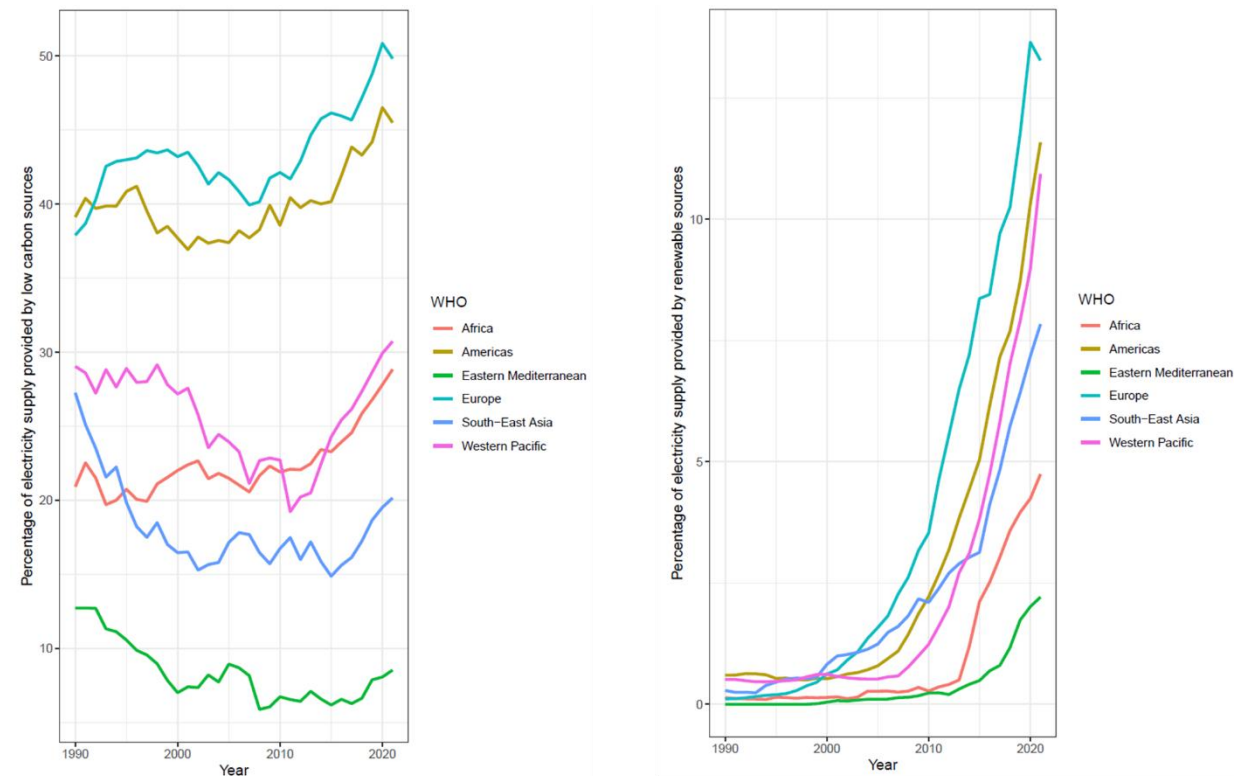 Percentage of electricity supply provided by low carbon sources
50
40
30
20
10
1990
2000
2010
2020
Year
WHO
Africa
Americas
Eastern Mediterranean
Europe
South-East Asia
Western Pacific
Percentage of electricity supply provided by renewable sources
10
5
0
1990
2000
2010
2020
Year
WHO
Africa
Americas
Eastern Mediterranean
Europe
South-East Asia
Western Pacific